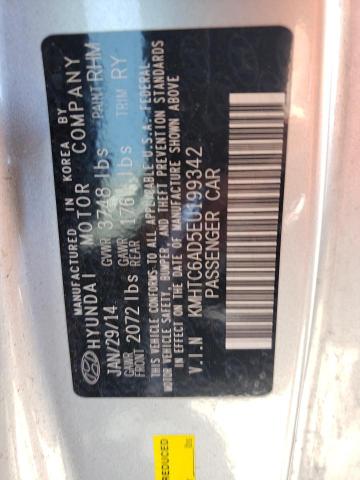 MANUFACTURED IN KOREA BY
HYUNDAI MOTOR COMPANY
JAN/29/14 GVWR 3748 lbs PAINT RHM
GAWR FRONT 2072 lbs GAWR REAR lbs TRIM RY
THIS VEHICLE CONFORMS TO ALL APPLICABLE U.S.A. FEDERAL
MOTOR VEHICLE SAFETY, BUMPER, AND THEFT PREVENTION STANDARDS
IN EFFECT ON THE DATE OF MANUFACTURE SHOWN ABOVE
V.I.N KMHTC6AD5EU199342
PASSENGER CAR
REDUCED
lbs